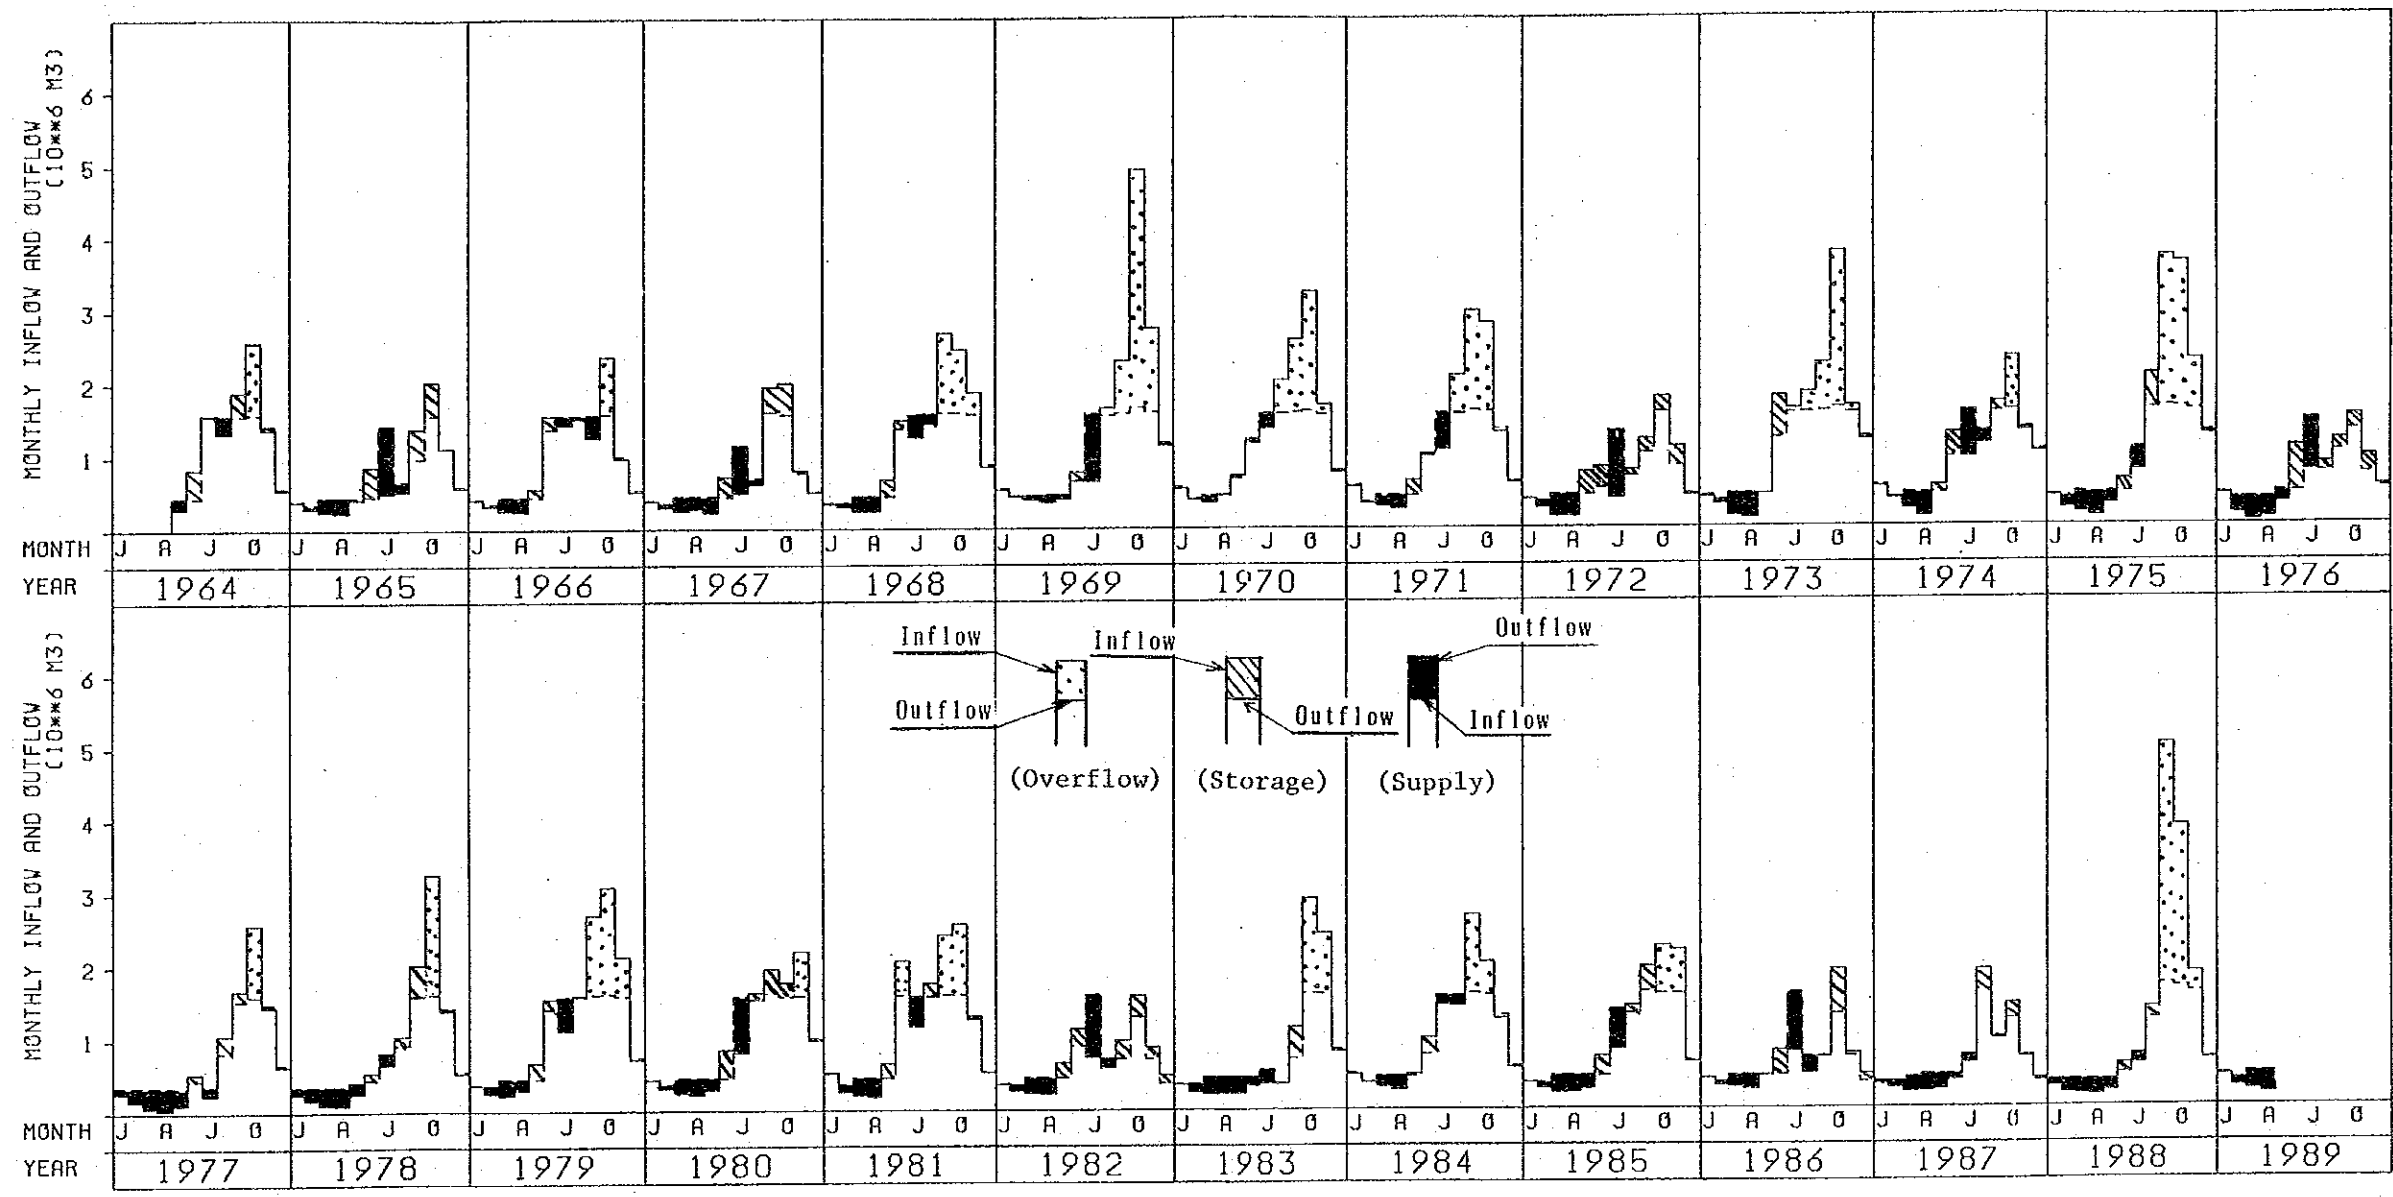 MONTHLY INFLOW AND OUTFLOW
(10**6 M3)
6
5
4
3
2
1
MONTH J A J O J A J O J A J O J A J O J A J O J A J O J A J O J A J O J A J O J A J O J A J O J A J O J A J O
YEAR 1964 1965 1966 1967 1968 1969 1970 1971 1972 1973 1974 1975 1976
MONTHLY INFLOW AND OUTFLOW
(10**6 M3)
6
5
4
3
2
1
Inflow
Outflow
(Overflow)
Inflow
Outflow
(Storage)
Outflow
Inflow
(Supply)
MONTH J A J O J A J O J A J O J A J O J A J O J A J O J A J O J A J O J A J O J A J O J A J O J A J O J A J O
YEAR 1977 1978 1979 1980 1981 1982 1983 1984 1985 1986 1987 1988 1989